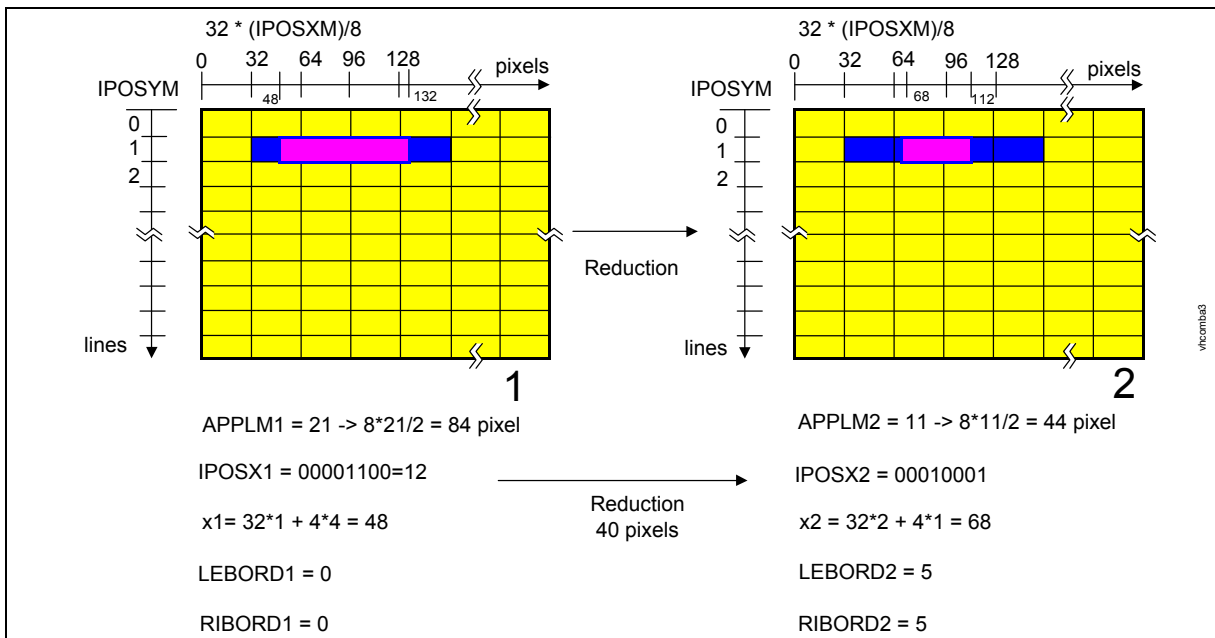 32 * (IPOSXM)/8
0 32 64 96 128 pixels
IPOSYM 48 132
0
1
2
lines
1
32 * (IPOSXM)/8
0 32 64 96 128 pixels
IPOSYM 68 112
0
1
2
lines
2
Reduction
vhcomba3
APPLM1 = 21 -> 8*21/2 = 84 pixel
IPOSX1 = 00001100=12
x1= 32*1 + 4*4 = 48
LEBORD1 = 0
RIBORD1 = 0
Reduction
40 pixels
APPLM2 = 11 -> 8*11/2 = 44 pixel
IPOSX2 = 00010001
x2 = 32*2 + 4*1 = 68
LEBORD2 = 5
RIBORD2 = 5